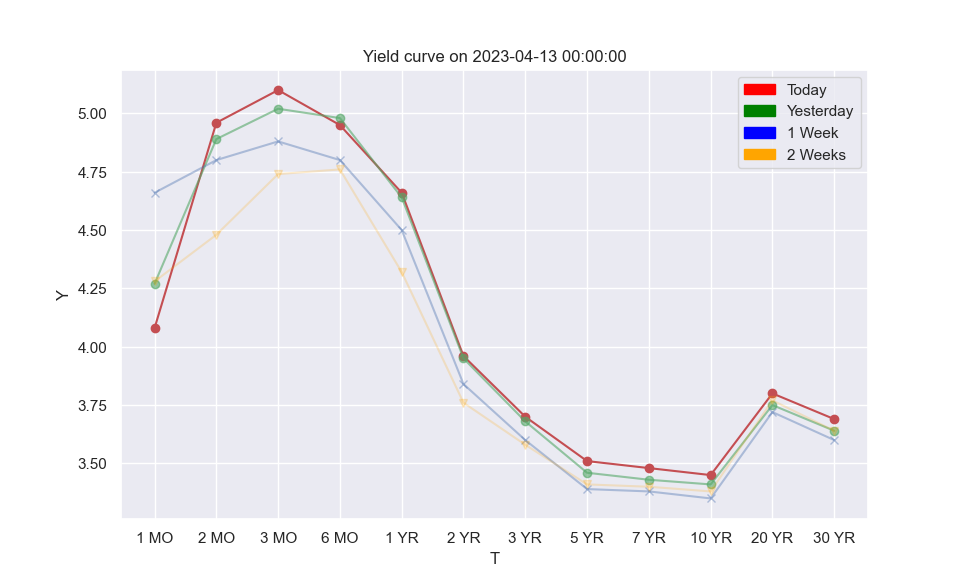 Yield curve on 2023-04-13 00:00:00
Today
Yesterday
1 Week
2 Weeks
5.00
4.75
4.50
4.25
4.00
3.75
3.50
Y
1 MO 2 MO 3 MO 6 MO 1 YR 2 YR 3 YR 5 YR 7 YR 10 YR 20 YR 30 YR
T